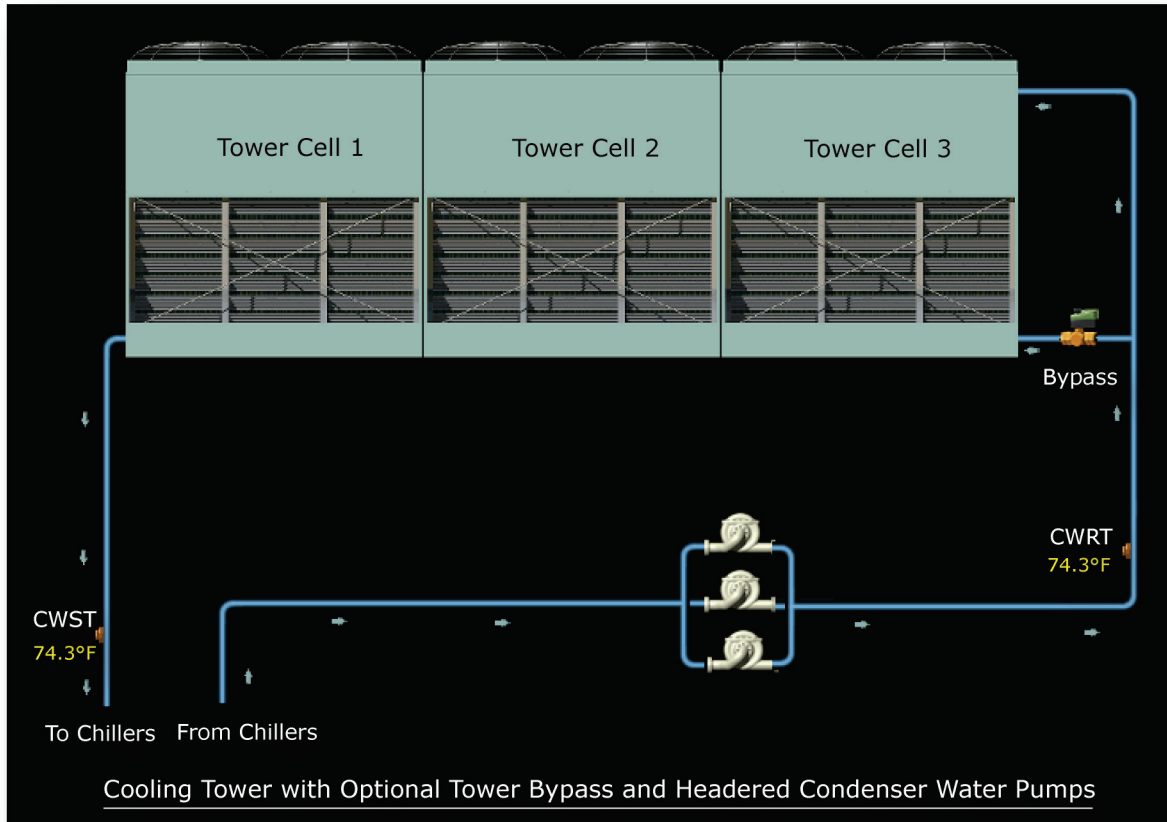 Tower Cell 1
Tower Cell 2
Tower Cell 3
Bypass
CWRT
74.3°F
CWST
74.3°F
To Chillers
From Chillers
Cooling Tower with Optional Tower Bypass and Headered Condenser Water Pumps